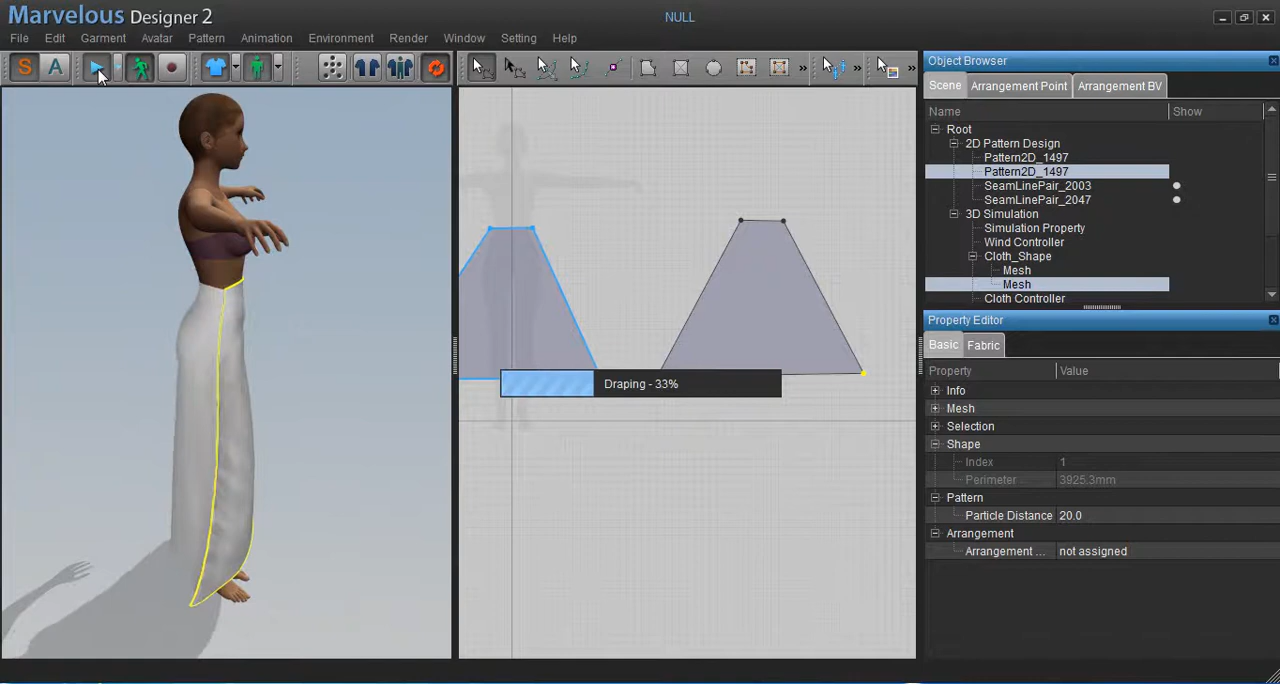 Marvelous Designer 2
NULL
File Edit Garment Avatar Pattern Animation Environment Render Window Setting Help
S A
Object Browser
Scene Arrangement Point Arrangement BV
Name Show
Root
2D Pattern Design
Pattern2D_1497
Pattern2D_1497
SeamLinePair_2003
SeamLinePair_2047
3D Simulation
Simulation Property
Wind Controller
Cloth_Shape
Mesh
Mesh
Cloth Controller
Property Editor
Basic Fabric
Property Value
Info
Mesh
Selection
Shape
Index 1
Perimeter 3925.3mm
Pattern
Particle Distance 20.0
Arrangement
Arrangement ... not assigned
Draping - 33%